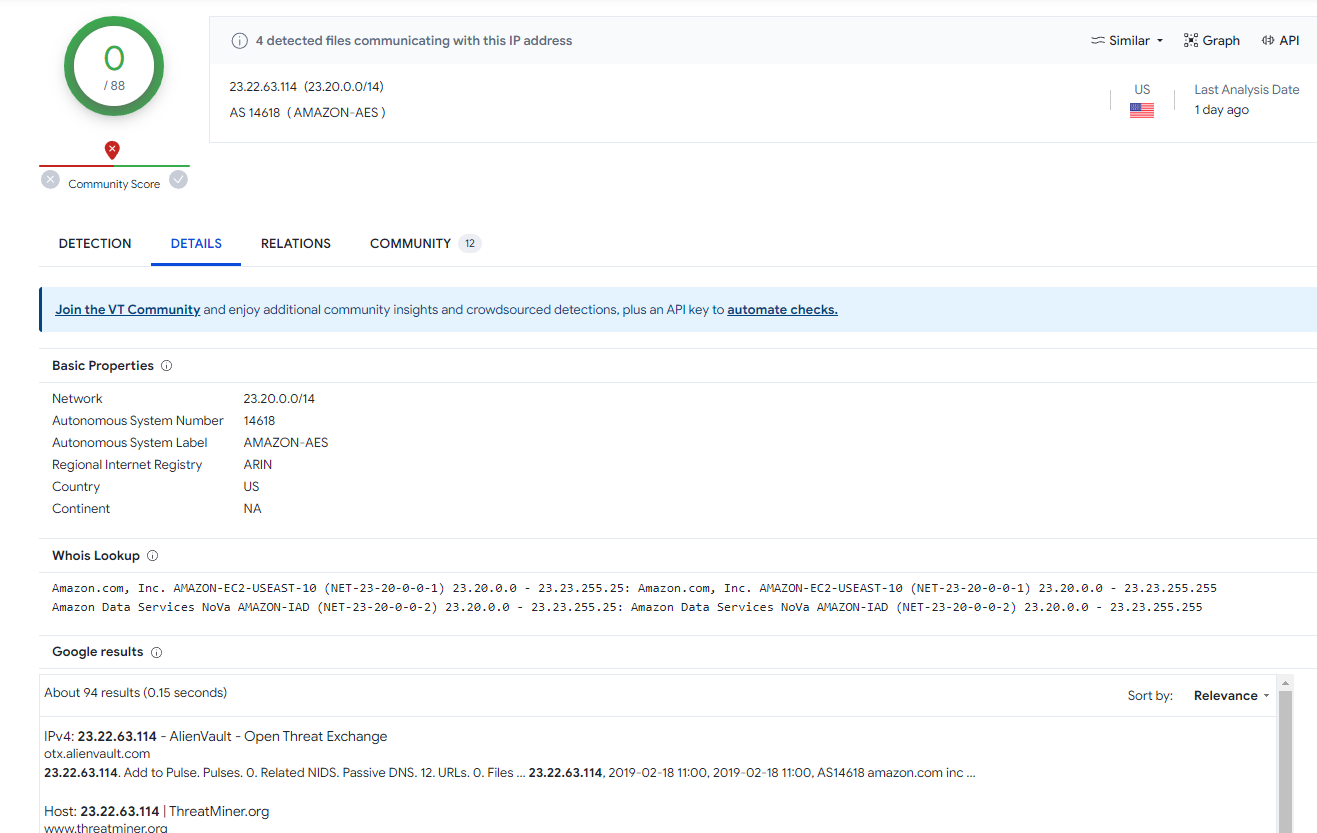 0
/ 88
Community Score
4 detected files communicating with this IP address
Similar
Graph
API
23.22.63.114 (23.20.0.0/14)
AS 14618 ( AMAZON-AES )
US
Last Analysis Date
1 day ago
DETECTION
DETAILS
RELATIONS
COMMUNITY 12
Join the VT Community and enjoy additional community insights and crowdsourced detections, plus an API key to automate checks.
Basic Properties
Network 23.20.0.0/14
Autonomous System Number 14618
Autonomous System Label AMAZON-AES
Regional Internet Registry ARIN
Country US
Continent NA
Whois Lookup
Amazon.com, Inc. AMAZON-EC2-USEAST-10 (NET-23-20-0-0-1) 23.20.0.0 - 23.23.255.25: Amazon.com, Inc. AMAZON-EC2-USEAST-10 (NET-23-20-0-0-1) 23.20.0.0 - 23.23.255.255
Amazon Data Services NoVa AMAZON-IAD (NET-23-20-0-0-2) 23.20.0.0 - 23.23.255.25: Amazon Data Services NoVa AMAZON-IAD (NET-23-20-0-0-2) 23.20.0.0 - 23.23.255.255
Google results
About 94 results (0.15 seconds)
Sort by: Relevance
IPv4: 23.22.63.114 - AlienVault - Open Threat Exchange
otx.alienvault.com
23.22.63.114. Add to Pulse. Pulses. 0. Related NIDS. Passive DNS. 12. URLs. 0. Files ... 23.22.63.114, 2019-02-18 11:00, 2019-02-18 11:00, AS14618 amazon.com inc ...
Host: 23.22.63.114 | ThreatMiner.org
www.threatminer.org